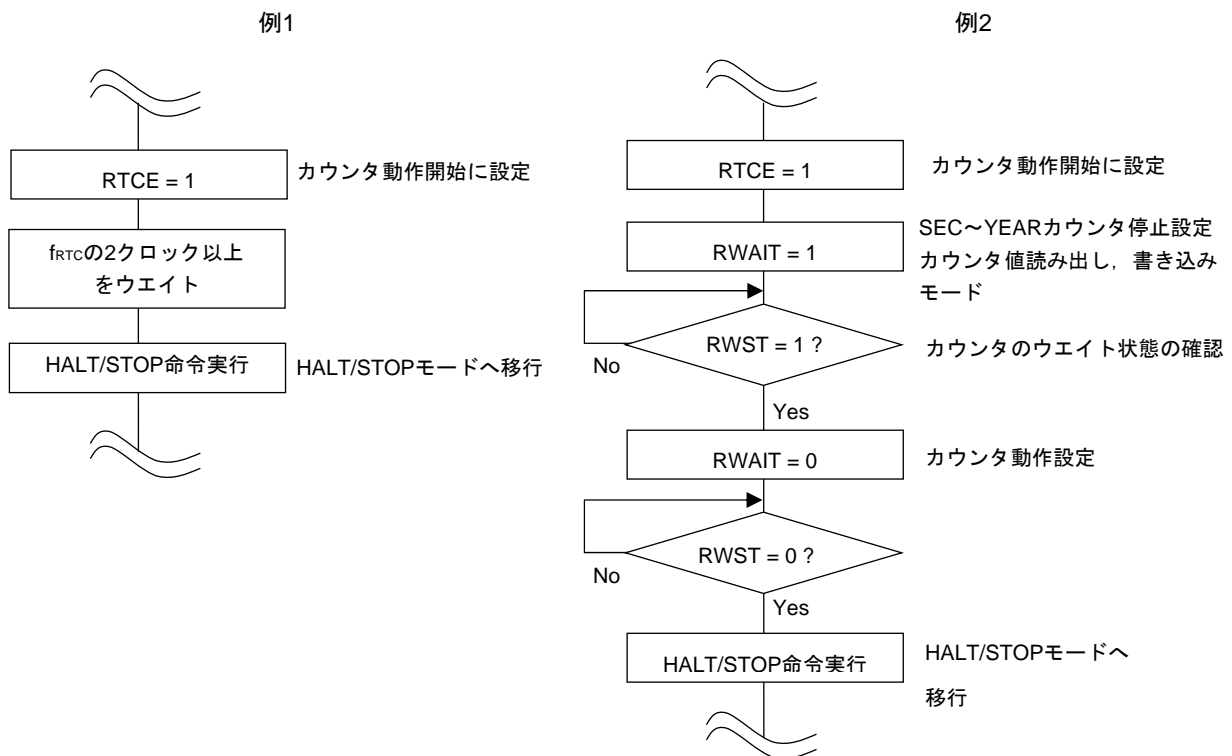 例1
RTCE = 1
カウンタ動作開始に設定
fRTCの2クロック以上
をウエイト
HALT/STOP命令実行
HALT/STOPモードへ移行
例2
RTCE = 1
カウンタ動作開始に設定
RWAIT = 1
SEC～YEARカウンタ停止設定
カウンタ値読み出し，書き込み
モード
RWST = 1 ?
カウンタのウエイト状態の確認
No
Yes
RWAIT = 0
カウンタ動作設定
RWST = 0 ?
No
Yes
HALT/STOP命令実行
HALT/STOPモードへ
移行